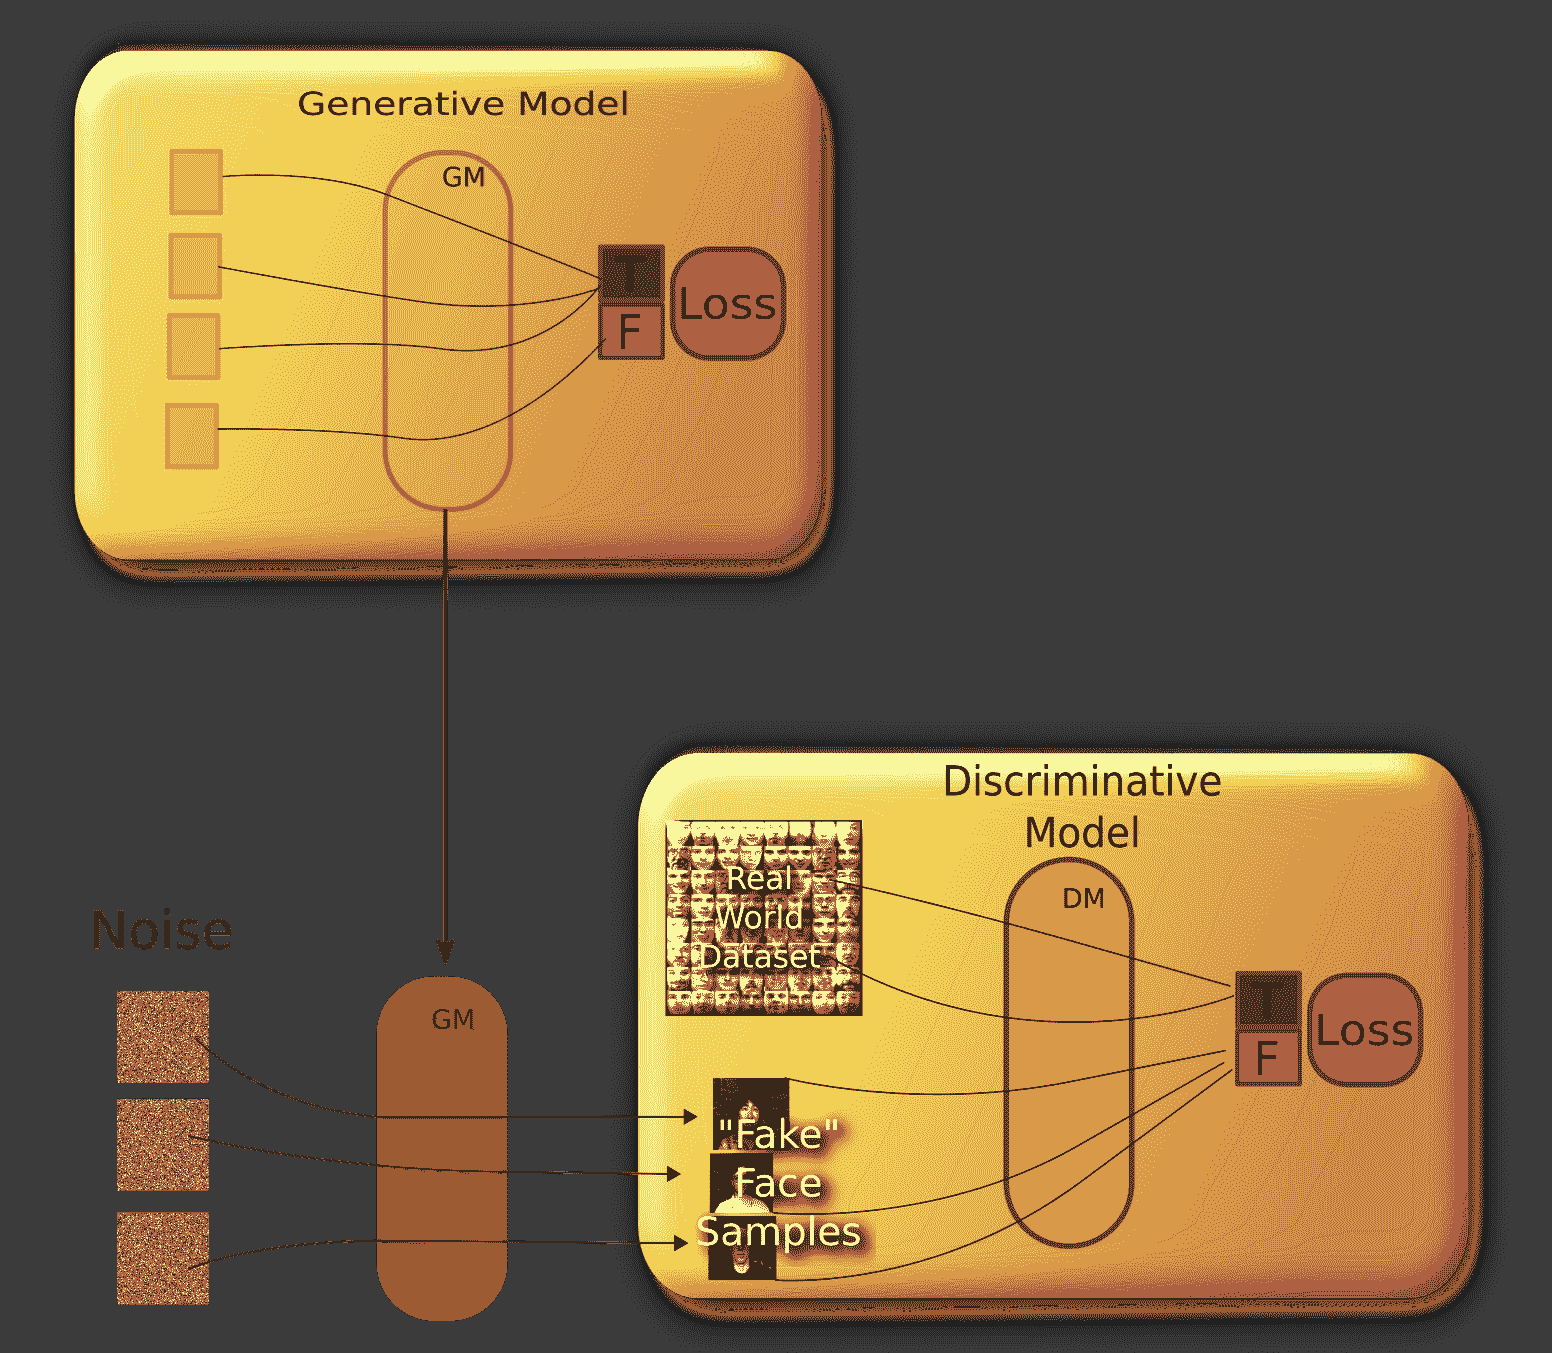 Generative Model
GM
T
F
Loss
Discriminative
Model
Real
World
Dataset
DM
T
F
Loss
Noise
GM
"Fake"
Face
Samples